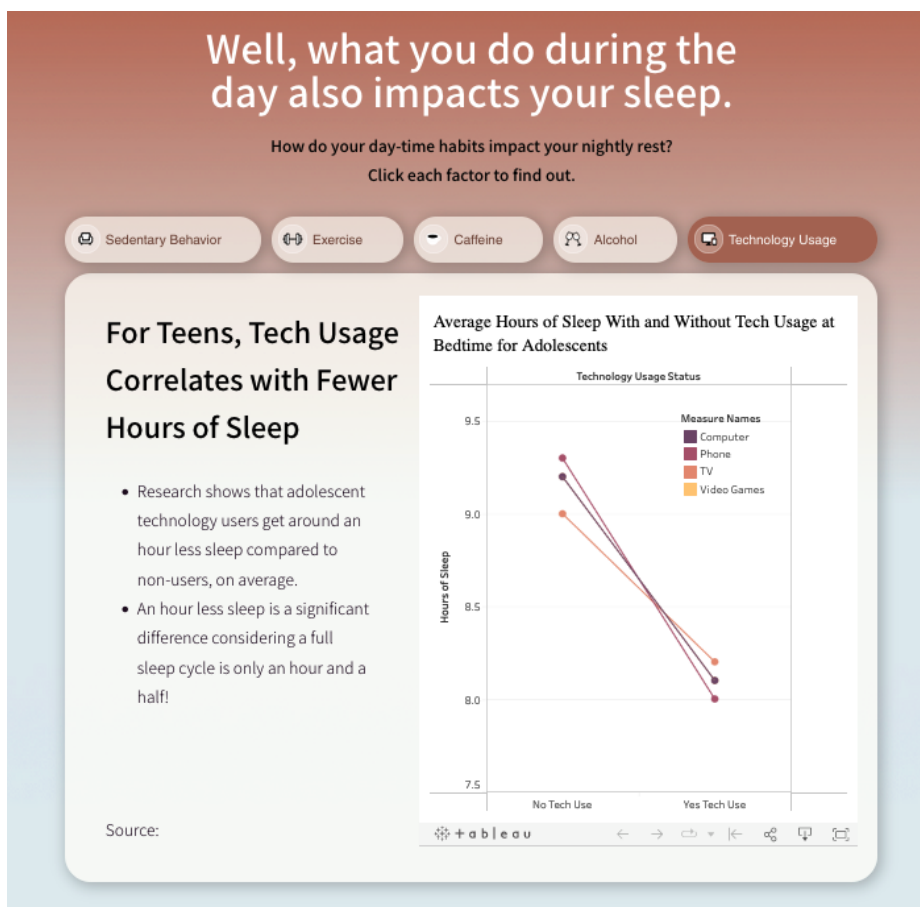 Well, what you do during the
day also impacts your sleep.
How do your day-time habits impact your nightly rest?
Click each factor to find out.
Sedentary Behavior
Exercise
Caffeine
Alcohol
Technology Usage
For Teens, Tech Usage
Correlates with Fewer
Hours of Sleep
Research shows that adolescent
technology users get around an
hour less sleep compared to
non-users, on average.
An hour less sleep is a significant
difference considering a full
sleep cycle is only an hour and a
half!
Source:
Average Hours of Sleep With and Without Tech Usage at
Bedtime for Adolescents
Technology Usage Status
Measure Names
Computer
Phone
TV
Video Games
Hours of Sleep
9.5
9.0
8.5
8.0
7.5
No Tech Use
Yes Tech Use
+ableau